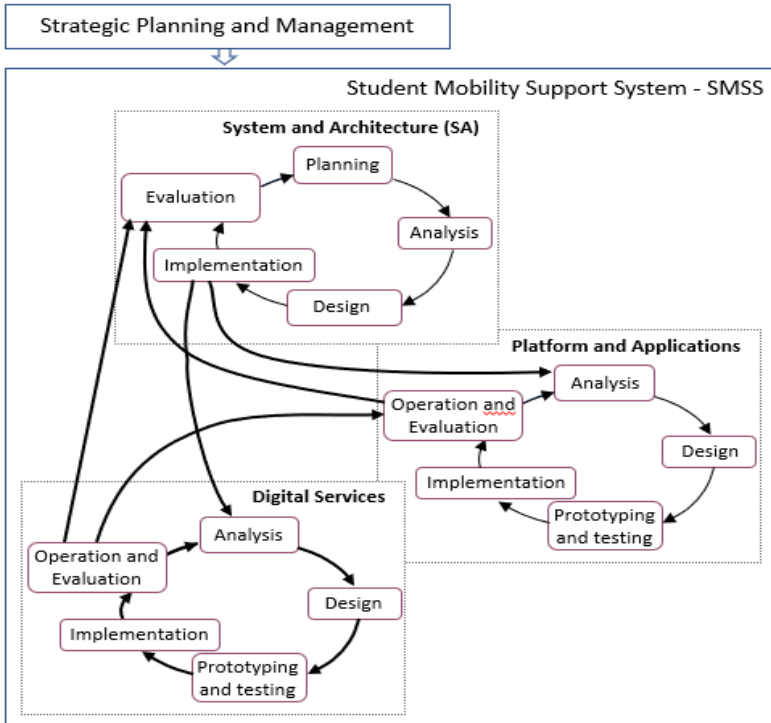 Strategic Planning and Management
Student Mobility Support System - SMSS
System and Architecture (SA)
Planning
Evaluation
Analysis
Implementation
Design
Platform and Applications
Analysis
Operation and
Evaluation
Design
Implementation
Prototyping
and testing
Digital Services
Analysis
Operation and
Evaluation
Design
Implementation
Prototyping
and testing